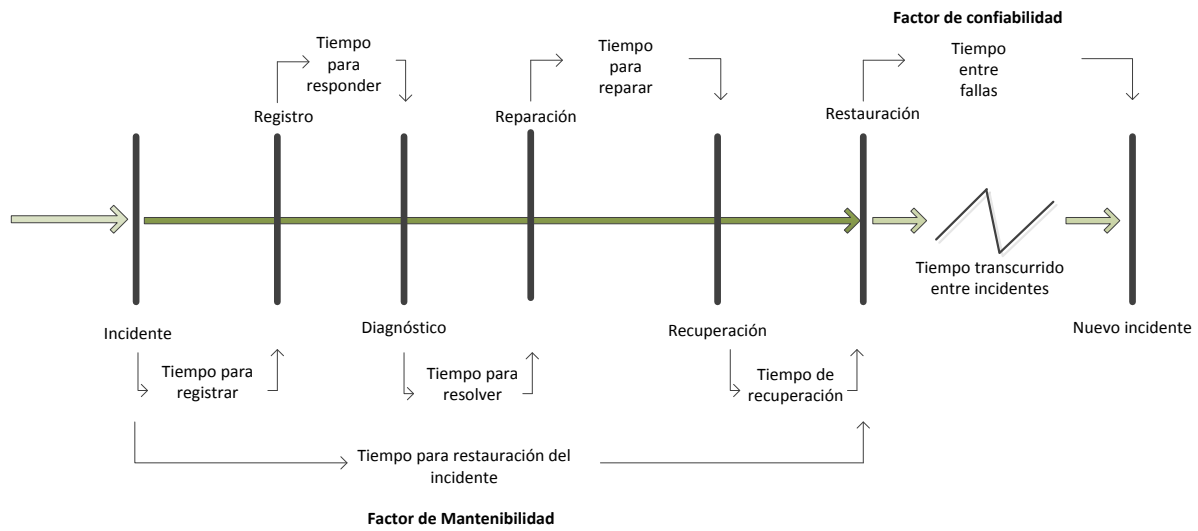 Factor de confiabilidad
Tiempo
para
responder
Tiempo
para
reparar
Tiempo
entre
fallas
Registro
Reparación
Restauración
Tiempo transcurrido
entre incidentes
Incidente
Diagnóstico
Recuperación
Nuevo incidente
Tiempo para
registrar
Tiempo para
resolver
Tiempo de
recuperación
Tiempo para restauración del
incidente
Factor de Mantenibilidad